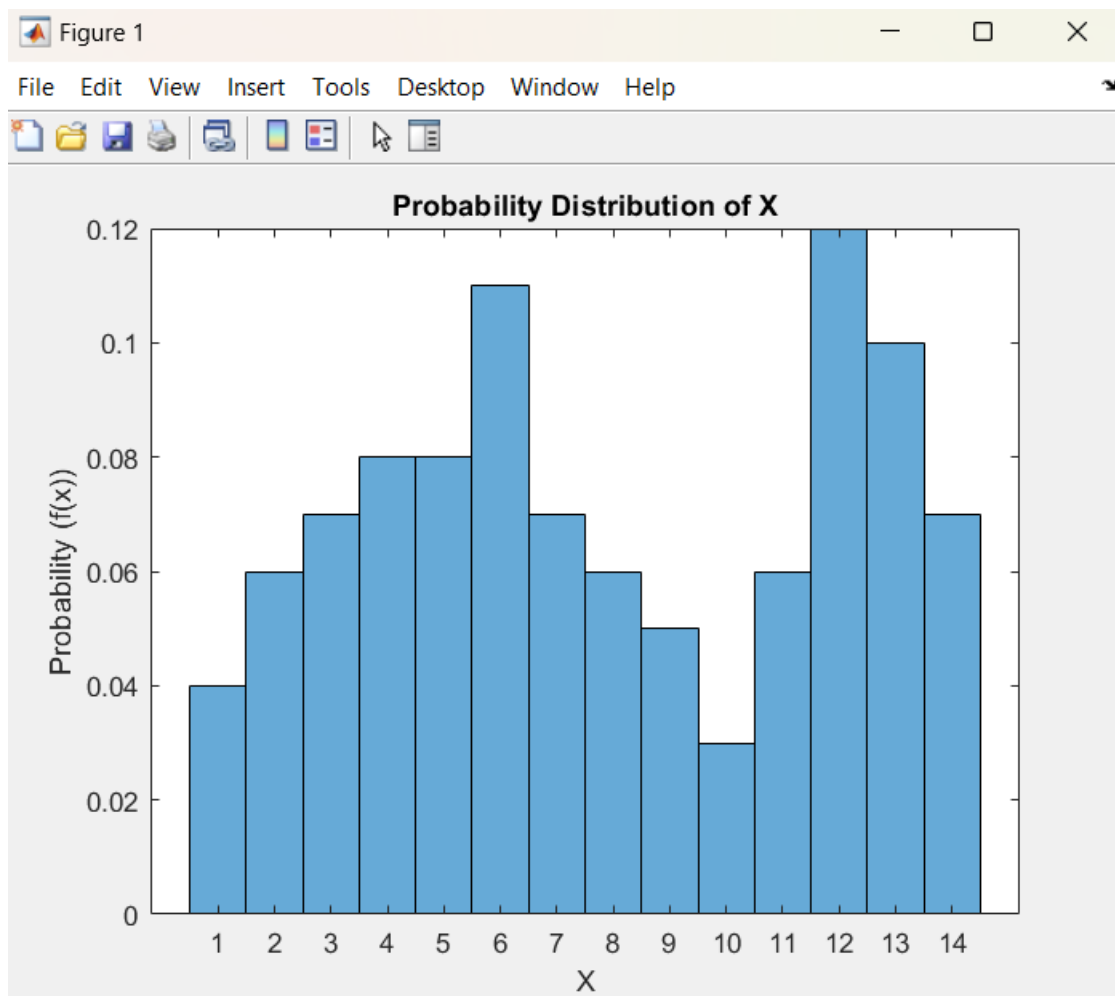 Figure 1
File Edit View Insert Tools Desktop Window Help
Probability Distribution of X
0.12
0.1
0.08
0.06
0.04
0.02
0
Probability (f(x))
1 2 3 4 5 6 7 8 9 10 11 12 13 14
X